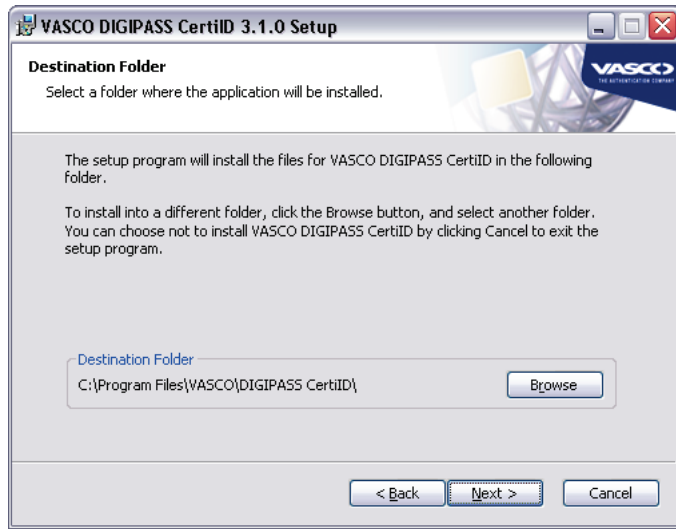 VASCO DIGIPASS CertiID 3.1.0 Setup
Destination Folder
Select a folder where the application will be installed.
VASCO
THE AUTHENTICATION COMPANY
The setup program will install the files for VASCO DIGIPASS CertiID in the following
folder.
To install into a different folder, click the Browse button, and select another folder.
You can choose not to install VASCO DIGIPASS CertiID by clicking Cancel to exit the
setup program.
Destination Folder
C:\Program Files\VASCO\DIGIPASS CertiID\
Browse
< Back
Next >
Cancel